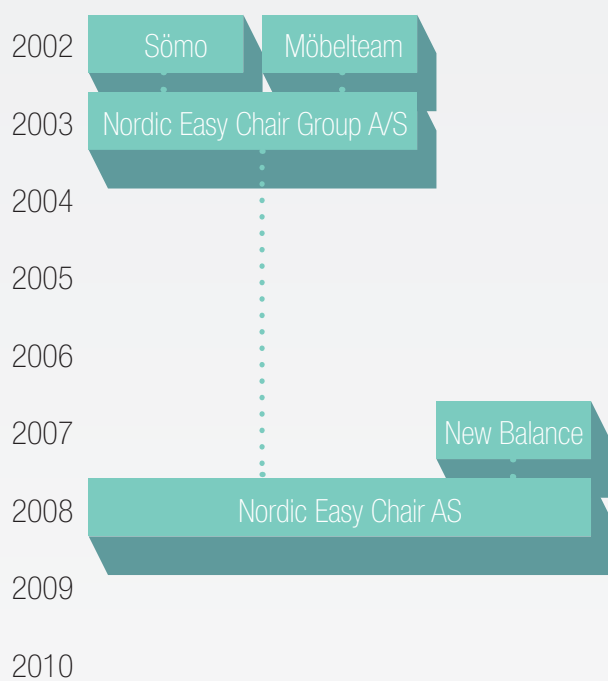 2002 Sömo Möbelteam
2003 Nordic Easy Chair Group A/S
2004
2005
2006
2007 New Balance
2008 Nordic Easy Chair AS
2009
2010